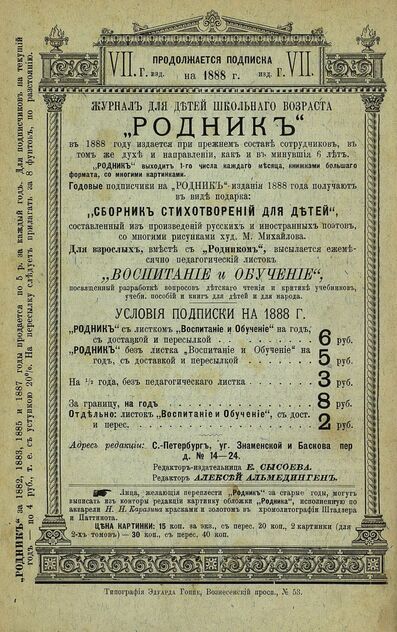 VII. Г. изд. ПРОДОЛЖАЕТСЯ ПОДПИСКА изд. Г. VII.
на 1888 г.
ЖУРНАЛЪ ДЛЯ ДѢТЕЙ ШКОЛЬНАГО ВОЗРАСТА
„РОДНИКЪ“
въ 1888 году издается при прежнемъ составѣ сотрудниковъ, въ
томъ же духѣ и направленіи, какъ и въ минувшія 6 лѣтъ.
„РОДНИКЪ“ выходитъ 1-го числа каждаго мѣсяца, книжками большаго
формата, со многими картинками.
Годовые подписчики на „РОДНИКЪ“ изданія 1888 года получаютъ
въ видѣ подарка:
„СБОРНИКЪ СТИХОТВОРЕНІЙ ДЛЯ ДѢТЕЙ“,
составленный изъ произведеній русскихъ и иностранныхъ поэтовъ,
со многими рисунками худ. М. Михайлова.
Для взрослыхъ, вмѣстѣ съ „Родникомъ“, высылается ежемѣ-
сячно педагогическій листокъ
„ВОСПИТАНІЕ и ОБУЧЕНІЕ“,
посвященный разработкѣ вопросовъ дѣтскаго чтенія и критикѣ учебниковъ,
учебн. пособій и книгъ для дѣтей и для народа.
УСЛОВІЯ ПОДПИСКИ НА 1888 Г.
„РОДНИКЪ“ съ листкомъ „Воспитаніе и Обученіе“ на годъ,
съ доставкой и пересылкой . . . . . . . 6 руб.
„РОДНИКЪ“ безъ листка „Воспитаніе и Обученіе“ на
годъ, съ доставкой и пересылкой . . . . . . . 5 руб.
На ½ года, безъ педагогическаго листка . . . . . . . 3 руб.
За границу, на годъ . . . . . . . 8 руб.
Отдѣльно: листокъ „Воспитаніе и Обученіе“, съ дост.
и перес. . . . . . . . 2 руб.
Адресъ редакціи: С.-Петербургъ, уг. Знаменской и Баскова пер
д. № 14—24.
Редакторъ-издательница Е. СЫСОЕВА.
Редакторъ АЛЕКСѢЙ АЛЬМЕДИНГЕНЪ.
☛ Лица, желающія переплести „Родникъ“ за старые годы, могутъ
выписать изъ конторы редакціи картинку обложки „Родника“, исполненную по
акварели Н. Н. Каразина красками и золотомъ въ хромолитографіи Штадлера
и Паттинота.
ЦѢНА КАРТИНКИ: 15 коп. за экз., съ перес. 20 коп., 2 картинки (для
2-хъ томовъ) — 30 коп., съ перес. 40 коп.
„РОДНИКЪ“ за 1882, 1883, 1885 и 1887 годы продается по 5 р. за каждый годъ. Для подписчиковъ на текущій
годъ — по 4 руб., т. е. съ уступкою 20%. На пересылку слѣдуетъ прилагать за 8 фунтовъ, по разстоянію.
Типографія Эдуарда Гоппе, Вознесенскій просп., № 53.